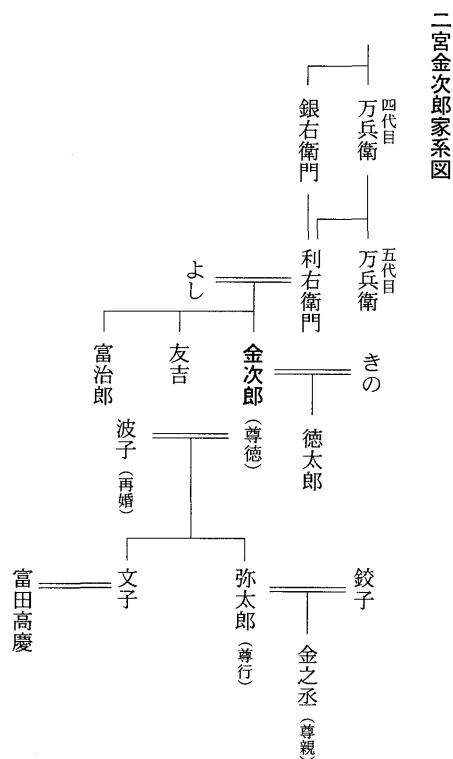 二宮金次郎家系図
四代目
万兵衛
銀右衛門
五代目
万兵衛
利右衛門
よし
きの
金次郎（尊徳）
友吉
富治郎
徳太郎
波子（再婚）
鉸子
弥太郎（尊行）
文子
富田高慶
金之丞（尊親）